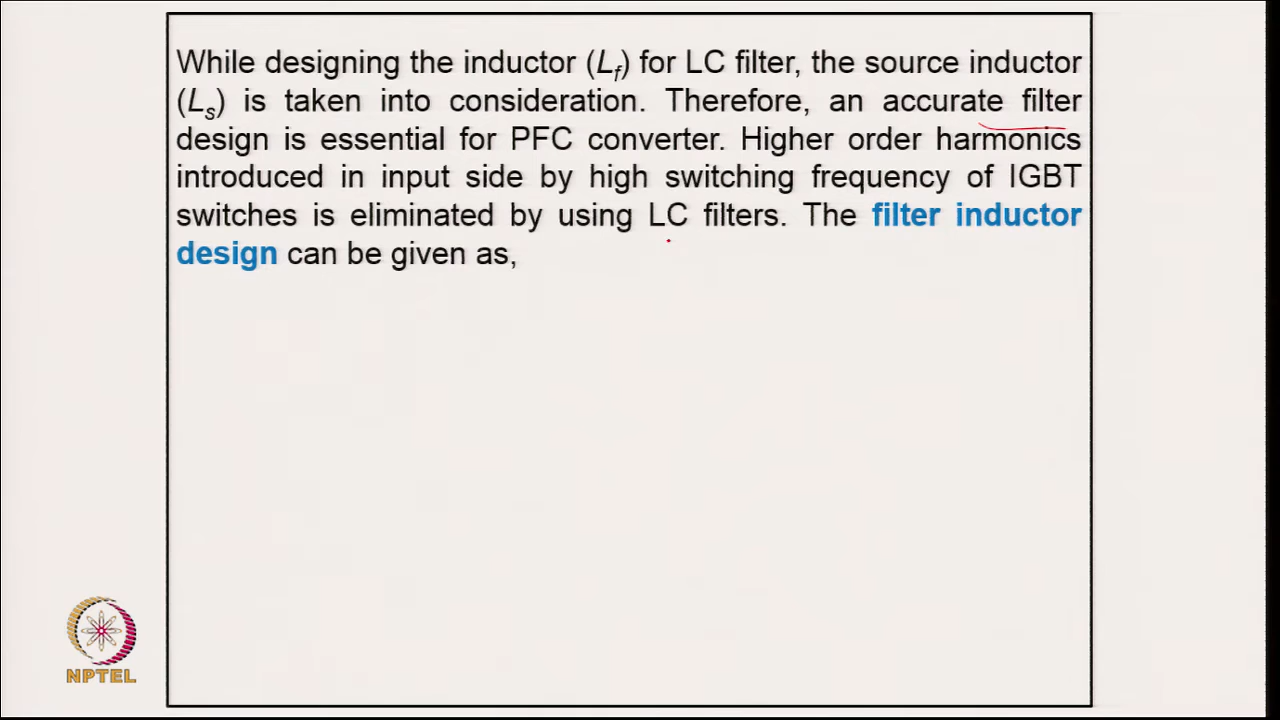 While designing the inductor (Lf) for LC filter, the source inductor
(Ls) is taken into consideration. Therefore, an accurate filter
design is essential for PFC converter. Higher order harmonics
introduced in input side by high switching frequency of IGBT
switches is eliminated by using LC filters. The filter inductor
design can be given as,
NPTEL